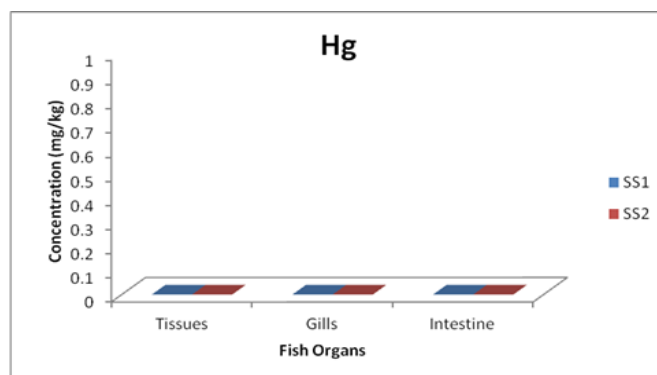 Hg
Concentration (mg/kg)
1
0.9
0.8
0.7
0.6
0.5
0.4
0.3
0.2
0.1
0
Tissues Gills Intestine
Fish Organs
SS1
SS2